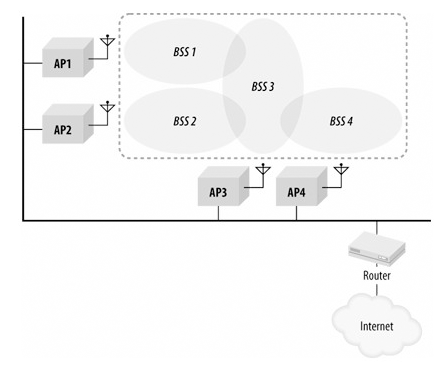 AP1
BSS 1
BSS 3
AP2
BSS 2
BSS 4
AP3
AP4
Router
Internet